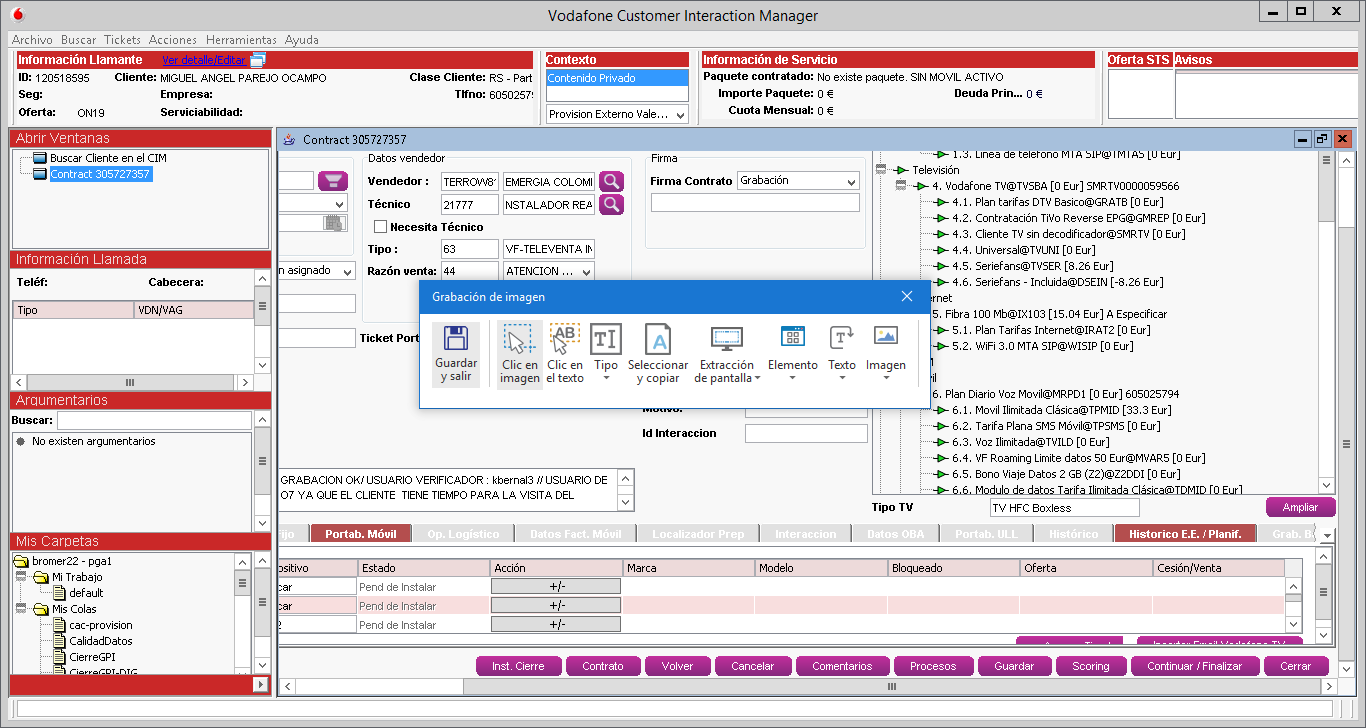 Vodafone Customer Interaction Manager
Archivo Buscar Tickets Acciones Herramientas Ayuda
Información Llamante Ver detalle/Editar
ID: 120518595 Cliente: MIGUEL ANGEL PAREJO OCAMPO Clase Cliente: RS - Part
Seg: Empresa: Tlfno: 6050257
Oferta: ON19 Serviciabilidad:
Contexto
Contenido Privado
Provision Externo Vale...
Información de Servicio
Paquete contratado: No existe paquete. SIN MOVIL ACTIVO
Importe Paquete: 0 € Deuda Prin... 0 €
Cuota Mensual: 0 €
Oferta STS Avisos
Abrir Ventanas
Buscar Cliente en el CIM
Contract 305727357
Información Llamada
Teléf: Cabecera:
Tipo VDN/VAG
Argumentarios
Buscar:
No existen argumentarios
Mis Carpetas
bromer22 - pga1
Mi Trabajo
default
Mis Colas
cac-provision
CalidadDatos
CierreGPI
CierreGPI-DIG
Contract 305727357
Datos vendedor
Vendedor : TERROW8 EMERGIA COLOMI
Técnico 21777 NSTALADOR REA
Necesita Técnico
Tipo : 63 VF-TELEVENTA IN
n asignado Razón venta: 44 ATENCION ...
Ticket Port
Firma
Firma Contrato Grabación
Grabación de imagen
Guardar y salir
Clic en imagen
Clic en el texto
Tipo
Seleccionar y copiar
Extracción de pantalla
Elemento
Texto
Imagen
Motivo:
Id Interaccion
GRABACION OK/ USUARIO VERIFICADOR : kbernal3 // USUARIO DE
O7 YA QUE EL CLIENTE TIENE TIEMPO PARA LA VISITA DEL
1.3. Linea de telefono MTA SIP@TMTAS [0 Eur]
Televisión
4. Vodafone TV@TVSBA [0 Eur] SMRTV0000059566
4.1. Plan tarifas DTV Basico@GRATB [0 Eur]
4.2. Contratación TiVo Reverse EPG@GMREP [0 Eur]
4.3. Cliente TV sin decodificador@SMRTV [0 Eur]
4.4. Universal@TVUNI [0 Eur]
4.5. Seriefans@TVSER [8.26 Eur]
4.6. Seriefans - Incluida@DSEIN [-8.26 Eur]
ernet
5. Fibra 100 Mb@IX103 [15.04 Eur] A Especificar
5.1. Plan Tarifas Internet@IRAT2 [0 Eur]
5.2. WiFi 3.0 MTA SIP@WISIP [0 Eur]
il
6. Plan Diario Voz Movil@MRPD1 [0 Eur] 605025794
6.1. Movil Ilimitada Clásica@TPMID [33.3 Eur]
6.2. Tarifa Plana SMS Móvil@TPSMS [0 Eur]
6.3. Voz Ilimitada@TVILD [0 Eur]
6.4. VF Roaming Limite datos 50 Eur@MVAR5 [0 Eur]
6.5. Bono Viaje Datos 2 GB (Z2)@Z2DDI [0 Eur]
6.6. Modulo de datos Tarifa Ilimitada Clásica@TDMID [0 Eur]
Tipo TV TV HFC Boxless Ampliar
ijo Portab. Móvil Op. Logístico Datos Fact. Móvil Localizador Prep Interaccion Datos OBA Portab. ULL Histórico Historico E.E. / Planif. Grab. B
ositivo Estado Acción Marca Modelo Bloqueado Oferta Cesión/Venta
car Pend de Instalar +/-
car Pend de Instalar +/-
2 Pend de Instalar +/-
Insertar Email Vodafone TV
Inst. Cierre Contrato Volver Cancelar Comentarios Procesos Guardar Scoring Continuar / Finalizar Cerrar